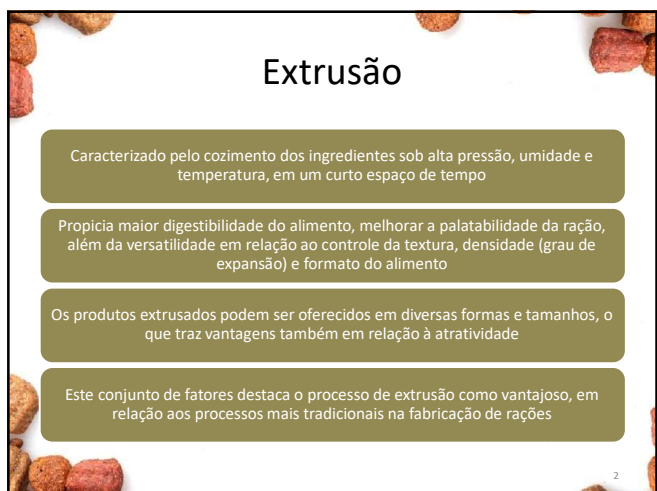 Extrusão
Caracterizado pelo cozimento dos ingredientes sob alta pressão, umidade e
temperatura, em um curto espaço de tempo
Propicia maior digestibilidade do alimento, melhorar a palatabilidade da ração,
além da versatilidade em relação ao controle da textura, densidade (grau de
expansão) e formato do alimento
Os produtos extrusados podem ser oferecidos em diversas formas e tamanhos, o
que traz vantagens também em relação à atratividade
Este conjunto de fatores destaca o processo de extrusão como vantajoso, em
relação aos processos mais tradicionais na fabricação de rações
2